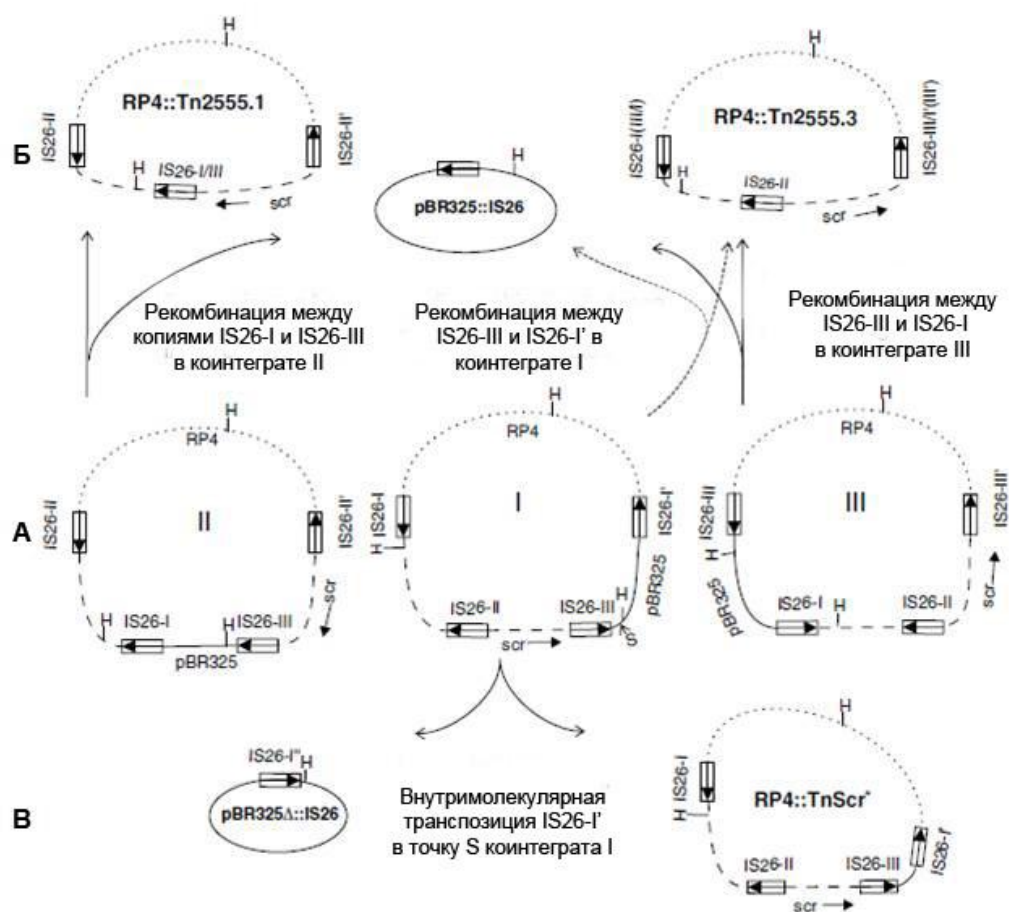 H
RP4::Tn2555.1
IS26-II
IS26-II'
Б
H
IS26-I/III
scr
H
pBR325::IS26
H
RP4::Tn2555.3
IS26-I(III/I)
IS26-III/I'(III')
H
IS26-II
scr
Рекомбинация между
копиями IS26-I и IS26-III
в коинтеграте II
Рекомбинация между
IS26-III и IS26-I' в
коинтеграте I
Рекомбинация между
IS26-III и IS26-I
в коинтеграте III
H
RP4
II
А
IS26-II
IS26-II'
scr
H
IS26-I
H
IS26-III
pBR325
H
RP4
I
IS26-I
H
IS26-I'
pBR325
IS26-II
IS26-III
H
S
scr
H
RP4
III
IS26-III
H
pBR325
IS26-III'
IS26-I
H
IS26-II
scr
В
IS26-I"
H
pBR325Δ::IS26
Внутримолекулярная
транспозиция IS26-I'
в точку S коинтеграта I
H
IS26-I
H
RP4::TnScr*
IS26-I'
IS26-II
IS26-III
scr